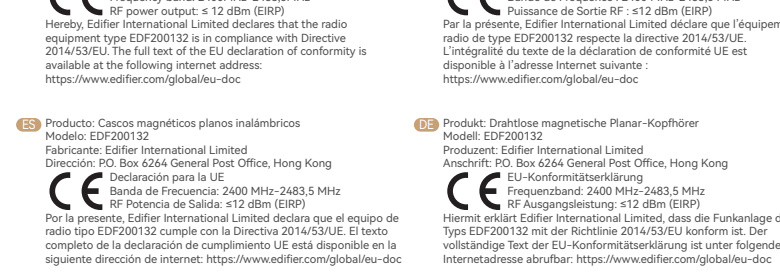 RF power output: ≤ 12 dBm (EIRP)
Hereby, Edifier International Limited declares that the radio
equipment type EDF200132 is in compliance with Directive
2014/53/EU. The full text of the EU declaration of conformity is
available at the following internet address:
https://www.edifier.com/global/eu-doc
Puissance de Sortie RF : ≤12 dBm (EIRP)
Par la présente, Edifier International Limited déclare que l'équipem
radio de type EDF200132 respecte la directive 2014/53/UE.
L'intégralité du texte de la déclaration de conformité UE est
disponible à l'adresse Internet suivante :
https://www.edifier.com/global/eu-doc
ES Producto: Cascos magnéticos planos inalámbricos
Modelo: EDF200132
Fabricante: Edifier International Limited
Dirección: P.O. Box 6264 General Post Office, Hong Kong
CE Declaración para la UE
Banda de Frecuencia: 2400 MHz-2483,5 MHz
RF Potencia de Salida: ≤12 dBm (EIRP)
Por la presente, Edifier International Limited declara que el equipo de
radio tipo EDF200132 cumple con la Directiva 2014/53/UE. El texto
completo de la declaración de cumplimiento UE está disponible en la
siguiente dirección de internet: https://www.edifier.com/global/eu-doc
DE Produkt: Drahtlose magnetische Planar-Kopfhörer
Modell: EDF200132
Produzent: Edifier International Limited
Anschrift: P.O. Box 6264 General Post Office, Hong Kong
CE EU-Konformitätserklärung
Frequenzband: 2400 MHz-2483,5 MHz
RF Ausgangsleistung: ≤12 dBm (EIRP)
Hiermit erklärt Edifier International Limited, dass die Funkanlage d
Typs EDF200132 mit der Richtlinie 2014/53/EU konform ist. Der
vollständige Text der EU-Konformitätserklärung ist unter folgende
Internetadresse abrufbar: https://www.edifier.com/global/eu-doc